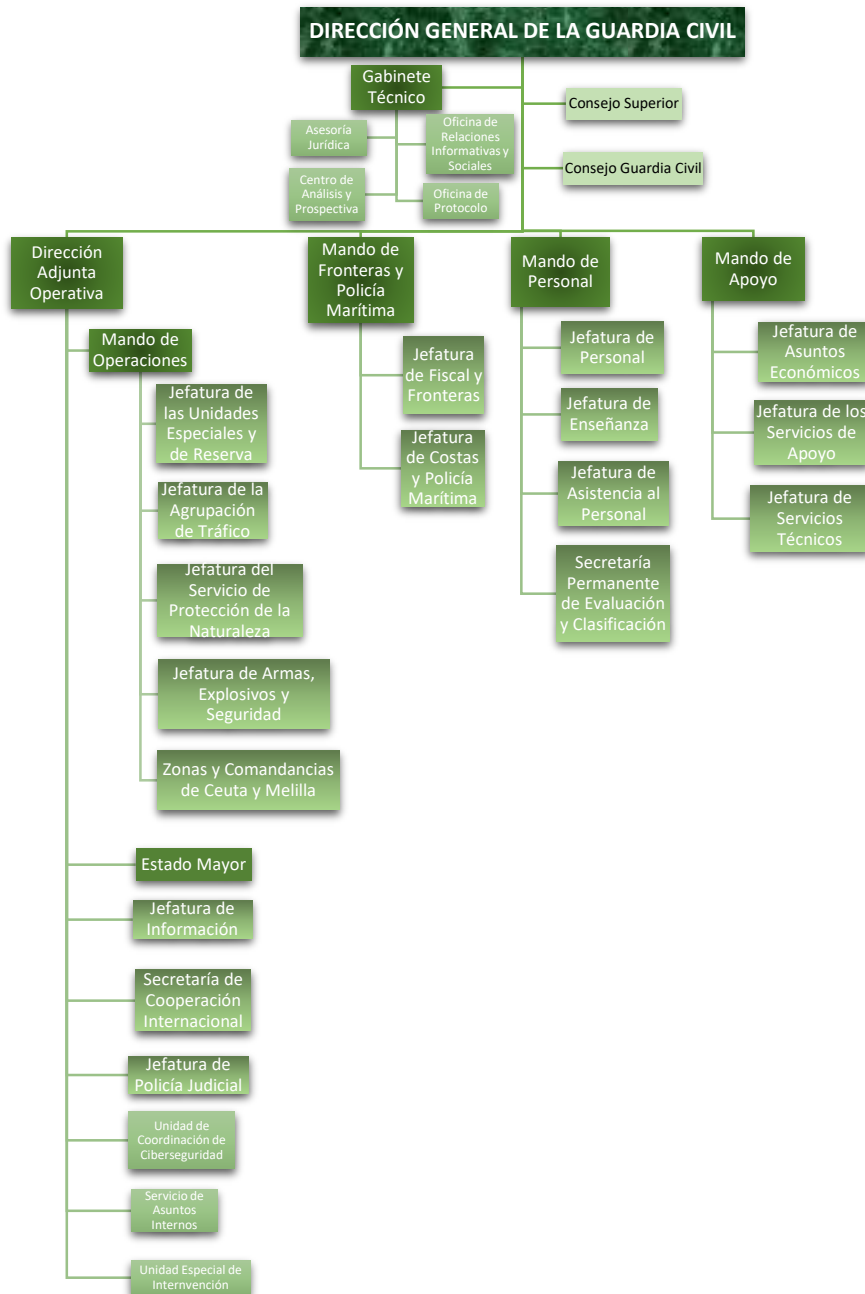 DIRECCIÓN GENERAL DE LA GUARDIA CIVIL
Gabinete
Técnico
Consejo Superior
Asesoría
Jurídica
Oficina de
Relaciones
Informativas y
Sociales
Consejo Guardia Civil
Centro de
Análisis y
Prospectiva
Oficina de
Protocolo
Dirección
Adjunta
Operativa
Mando de
Operaciones
Jefatura de
las Unidades
Especiales y
de Reserva
Jefatura de la
Agrupación
de Tráfico
Jefatura del
Servicio de
Protección de la
Naturaleza
Jefatura de Armas,
Explosivos y
Seguridad
Zonas y Comandancias
de Ceuta y Melilla
Estado Mayor
Jefatura de
Información
Secretaría de
Cooperación
Internacional
Jefatura de
Policía Judicial
Unidad de
Coordinación de
Ciberseguridad
Servicio de
Asuntos
Internos
Unidad Especial de
Internvención
Mando de
Fronteras y
Policía
Marítima
Jefatura
de Fiscal y
Fronteras
Jefatura
de Costas
y Policía
Marítima
Mando de
Personal
Jefatura de
Personal
Jefatura de
Enseñanza
Jefatura de
Asistencia al
Personal
Secretaría
Permanente
de Evaluación
y Clasificación
Mando de
Apoyo
Jefatura de
Asuntos
Económicos
Jefatura de los
Servicios de
Apoyo
Jefatura de
Servicios
Técnicos